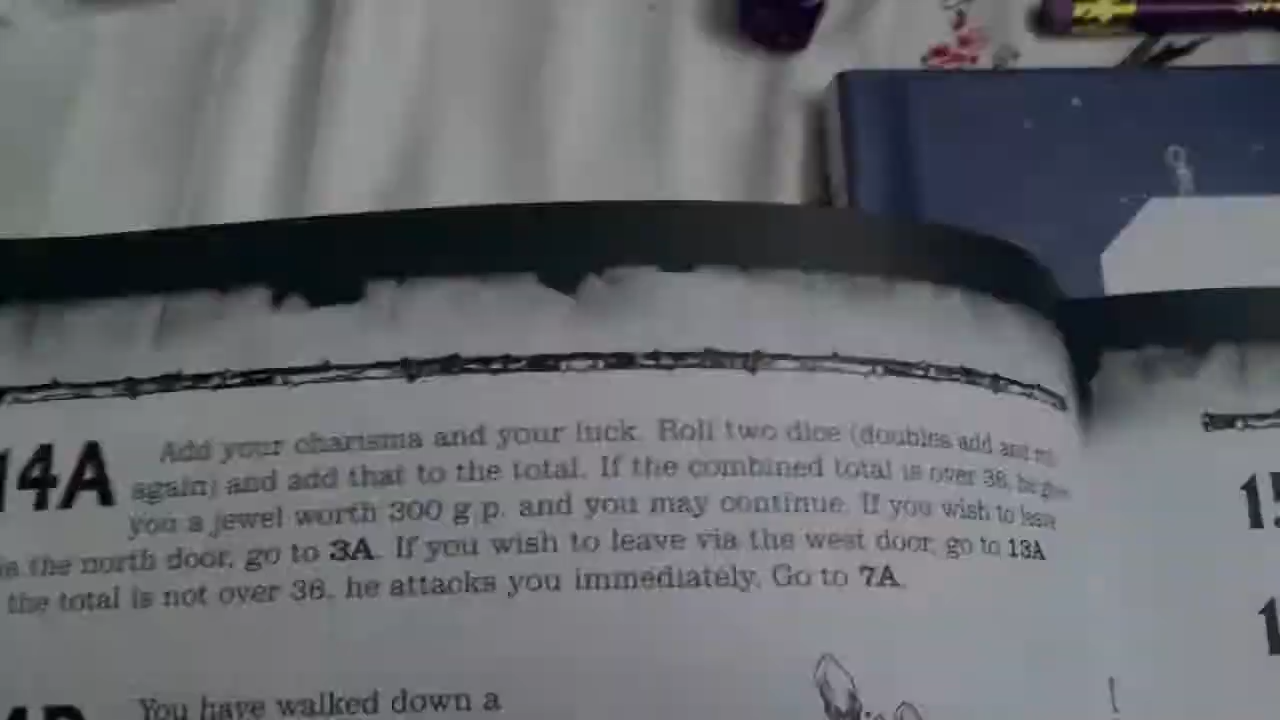 14A Add your charisma and your luck. Roll two dice (doubles add and
again) and add that to the total. If the combined total is over 36, he
you a jewel worth 300 g.p. and you may continue. If you wish to leave
the north door, go to 3A. If you wish to leave via the west door, go to 13A
the total is not over 36, he attacks you immediately. Go to 7A.
You have walked down a